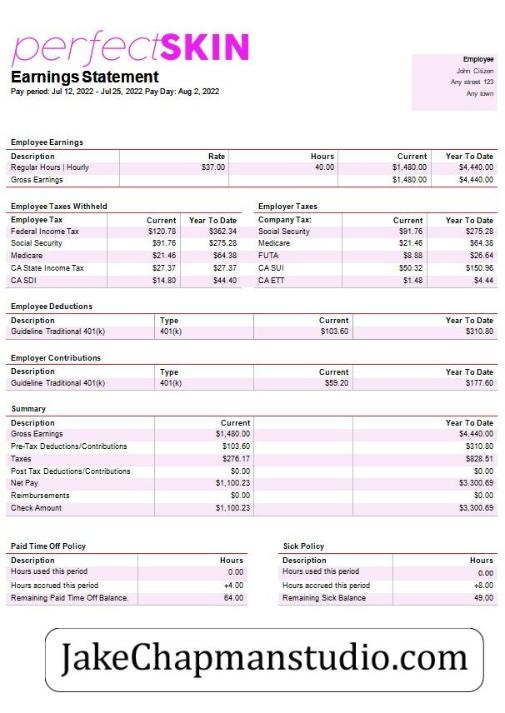 perfectSKIN
Earnings Statement
Pay period: Jul 12, 2022 - Jul 25, 2022 Pay Day: Aug 2, 2022
Employee
John Citizen
Any street 123
Any town
Employee Earnings
Description Rate Hours Current Year To Date
Regular Hours | Hourly $37.00 40.00 $1,480.00 $4,440.00
Gross Earnings $1,480.00 $4,440.00
Employee Taxes Withheld Employer Taxes
Employee Tax Current Year To Date Company Tax: Current Year To Date
Federal Income Tax $120.78 $362.34 Social Security $91.76 $275.28
Social Security $91.76 $275.28 Medicare $21.46 $64.38
Medicare $21.46 $64.38 FUTA $8.88 $26.64
CA State Income Tax $27.37 $27.37 CA SUI $50.32 $150.96
CA SDI $14.80 $44.40 CA ETT $1.48 $4.44
Employee Deductions
Description Type Current Year To Date
Guideline Traditional 401(k) 401(k) $103.60 $310.80
Employer Contributions
Description Type Current Year To Date
Guideline Traditional 401(k) 401(k) $59.20 $177.60
Summary
Description Current Year To Date
Gross Earnings $1,480.00 $4,440.00
Pre-Tax Deductions/Contributions $103.60 $310.80
Taxes $276.17 $828.51
Post Tax Deductions/Contributions $0.00 $0.00
Net Pay $1,100.23 $3,300.69
Reimbursements $0.00 $0.00
Check Amount $1,100.23 $3,300.69
Paid Time Off Policy Sick Policy
Description Hours Description Hours
Hours used this period 0.00 Hours used this period 0.00
Hours accrued this period +4.00 Hours accrued this period +8.00
Remaining Paid Time Off Balance. 64.00 Remaining Sick Balance 49.00
JakeChapmanstudio.com